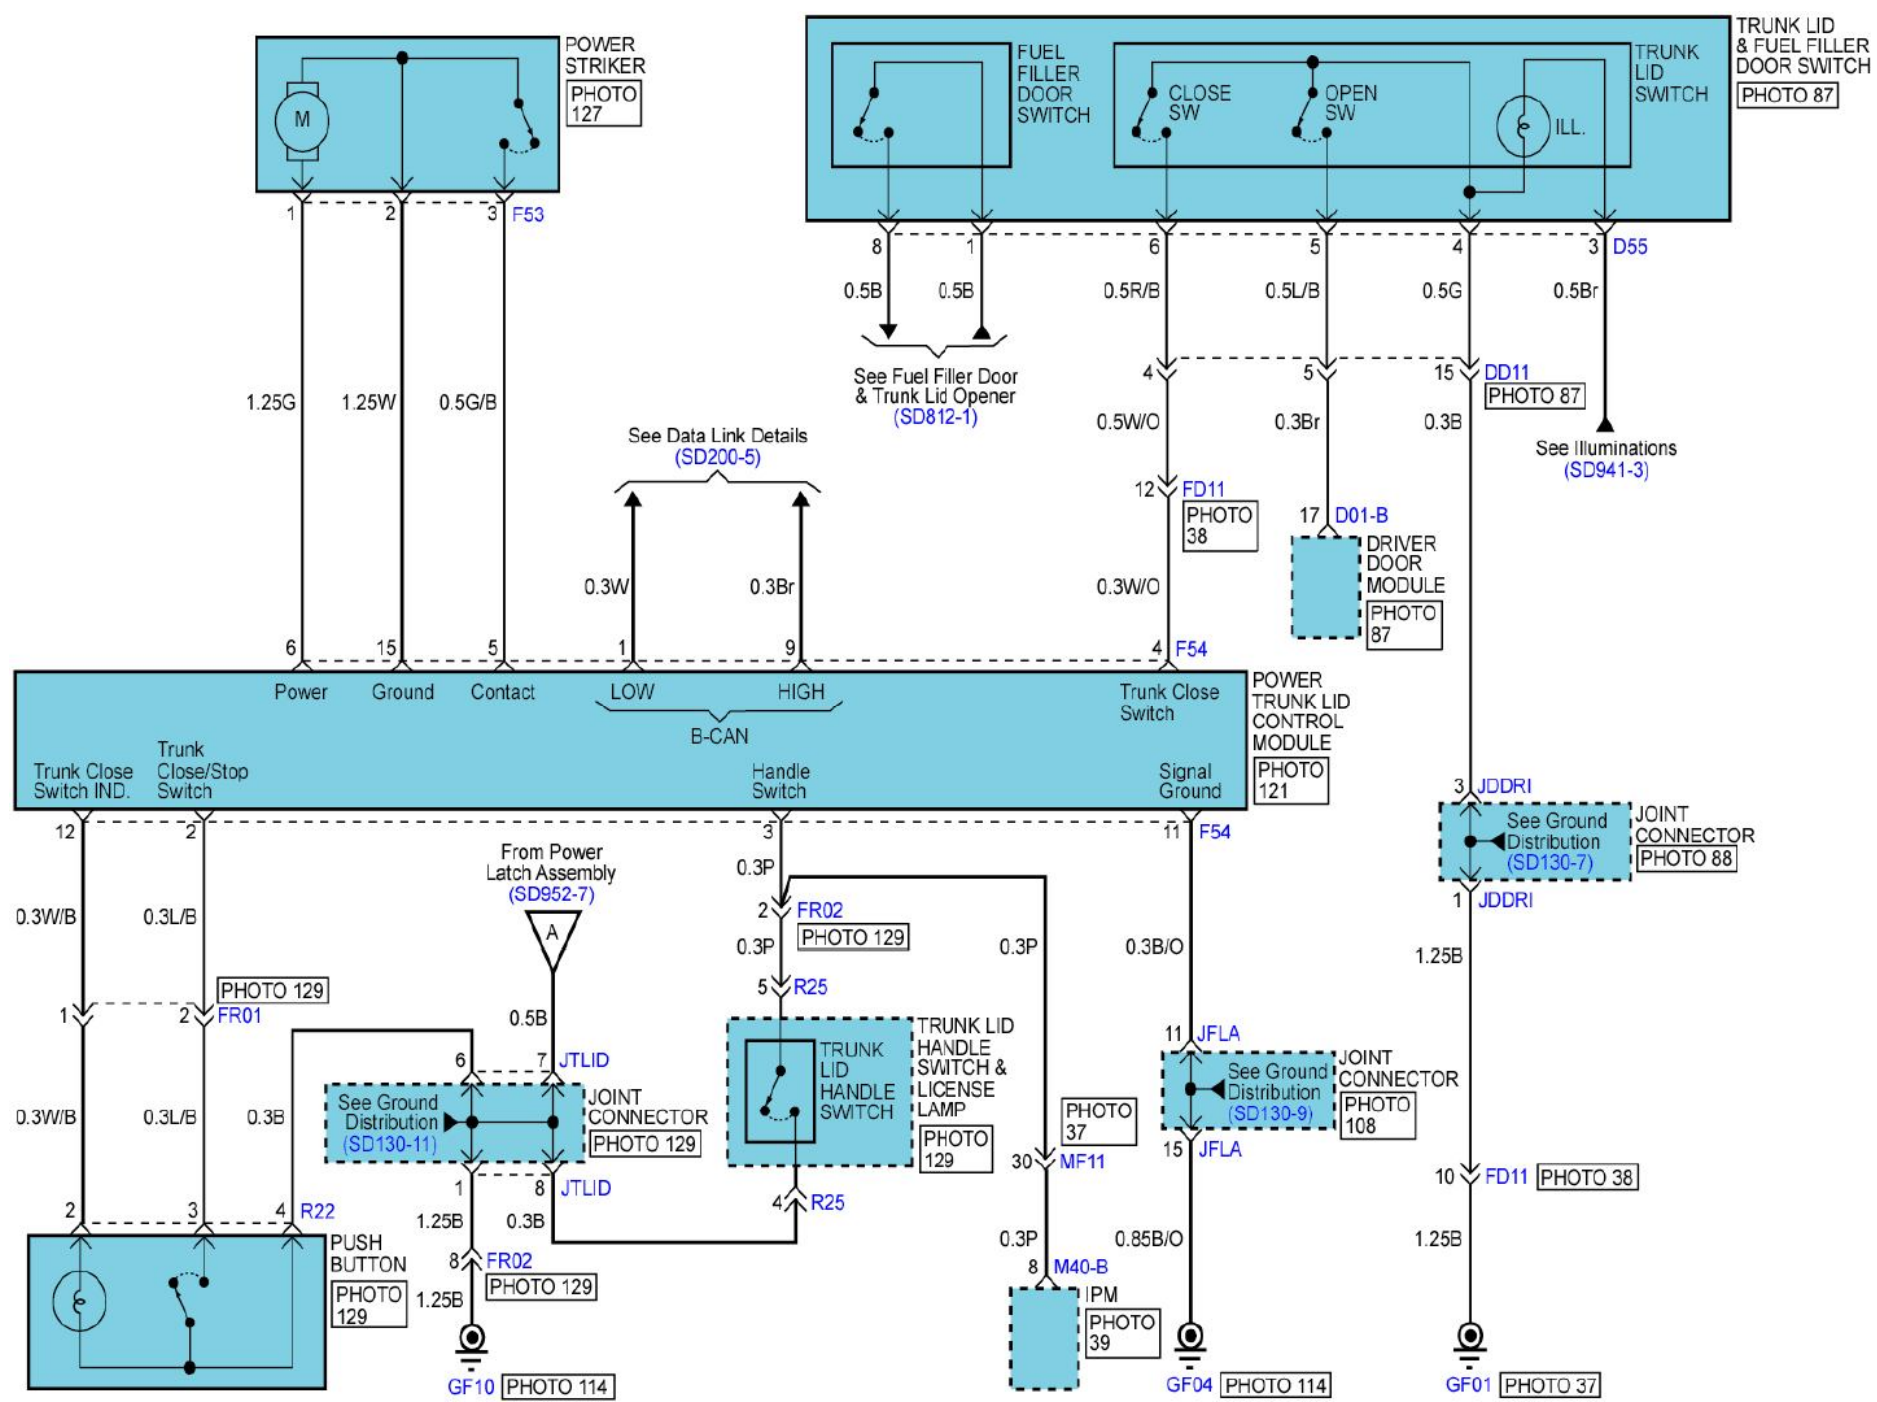 POWER
STRIKER
PHOTO
127
M
1
2
3
F53
TRUNK LID
& FUEL FILLER
DOOR SWITCH
PHOTO 87
FUEL
FILLER
DOOR
SWITCH
CLOSE
SW
OPEN
SW
TRUNK
LID
SWITCH
ILL.
8
1
6
5
4
3
D55
0.5B
0.5B
0.5R/B
0.5L/B
0.5G
0.5Br
See Fuel Filler Door
& Trunk Lid Opener
(SD812-1)
4
5
15
DD11
PHOTO 87
1.25G
1.25W
0.5G/B
0.5W/O
0.3Br
0.3B
See Data Link Details
(SD200-5)
See Illuminations
(SD941-3)
12
FD11
PHOTO
38
17
D01-B
DRIVER
DOOR
MODULE
PHOTO
87
0.3W
0.3Br
0.3W/O
6
15
5
1
9
4
F54
Power
Ground
Contact
LOW
HIGH
B-CAN
Trunk Close
Switch
POWER
TRUNK LID
CONTROL
MODULE
PHOTO
121
Trunk Close
Switch IND.
Trunk
Close/Stop
Switch
Handle
Switch
Signal
Ground
12
2
3
11
F54
3
JDDRI
See Ground
Distribution
(SD130-7)
JOINT
CONNECTOR
PHOTO 88
1
JDDRI
From Power
Latch Assembly
(SD952-7)
A
0.3P
2
FR02
PHOTO 129
0.3W/B
0.3L/B
0.3P
0.3P
0.3B/O
1.25B
5
R25
PHOTO 129
1
2
FR01
0.5B
6
7
JTLID
See Ground
Distribution
(SD130-11)
JOINT
CONNECTOR
PHOTO 129
TRUNK
LID
HANDLE
SWITCH
TRUNK LID
HANDLE
SWITCH &
LICENSE
LAMP
PHOTO
129
11
JFLA
See Ground
Distribution
(SD130-9)
JOINT
CONNECTOR
PHOTO
108
15
JFLA
0.3W/B
0.3L/B
0.3B
PHOTO
37
30
MF11
10
FD11
PHOTO 38
1
8
JTLID
4
R25
2
3
4
R22
1.25B
0.3B
PUSH
BUTTON
PHOTO
129
8
FR02
PHOTO 129
1.25B
0.3P
0.85B/O
1.25B
8
M40-B
IPM
PHOTO
39
GF10
PHOTO 114
GF04
PHOTO 114
GF01
PHOTO 37